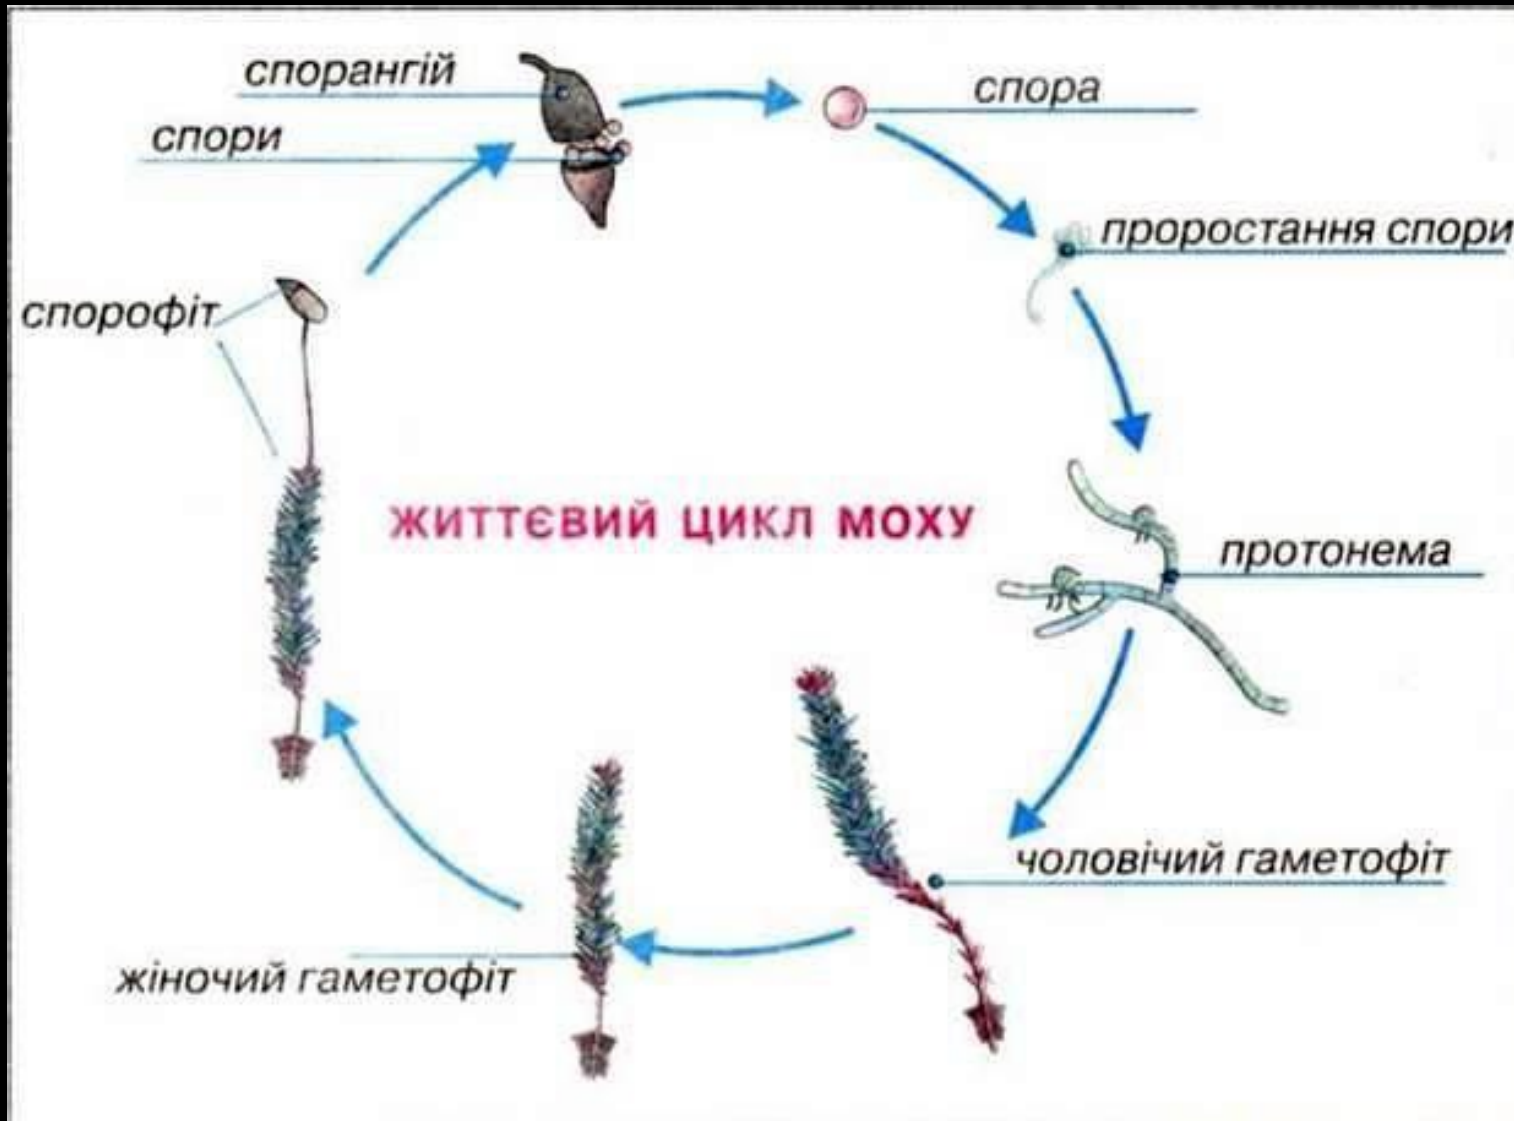 спорангій
спора
спори
проростання спори
спорофіт
ЖИТТЄВИЙ ЦИКЛ МОХУ
протонема
чоловічий гаметофіт
жіночий гаметофіт